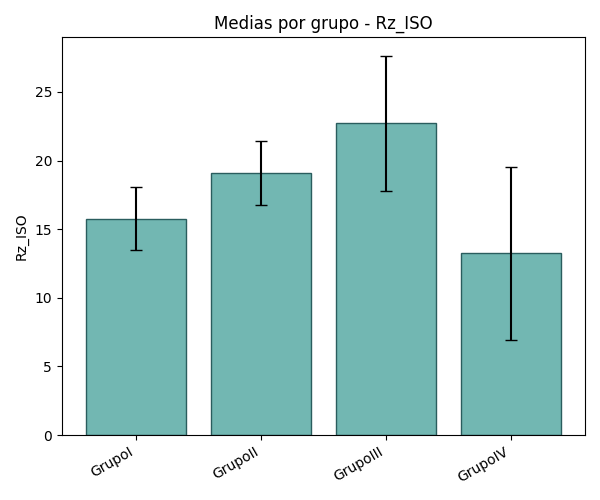 Medias por grupo - Rz_ISO
Rz_ISO
25
20
15
10
5
0
GrupoI
GrupoII
GrupoIII
GrupoIV